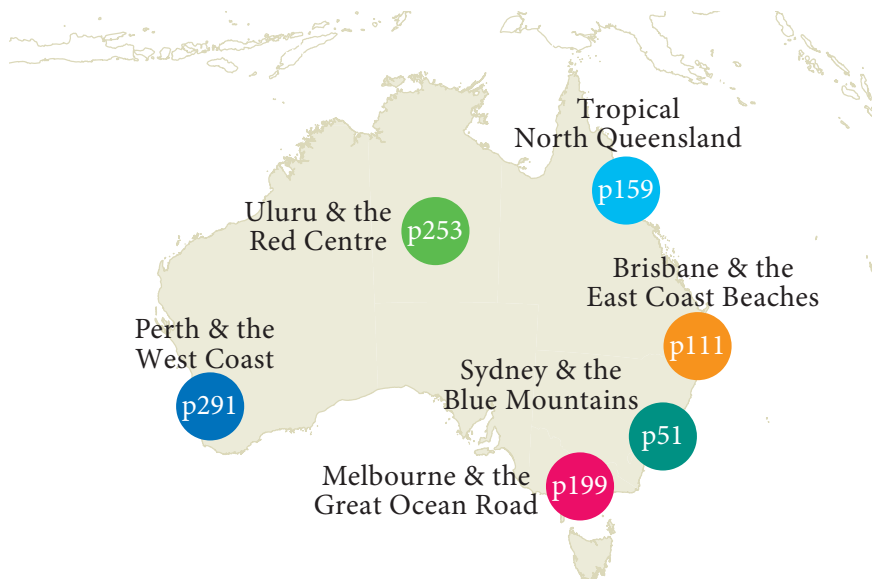 Tropical
North Queensland
p159
Uluru & the
Red Centre
p253
Brisbane & the
East Coast Beaches
p111
Perth & the
West Coast
p291
Sydney & the
Blue Mountains
p51
Melbourne & the
Great Ocean Road
p199